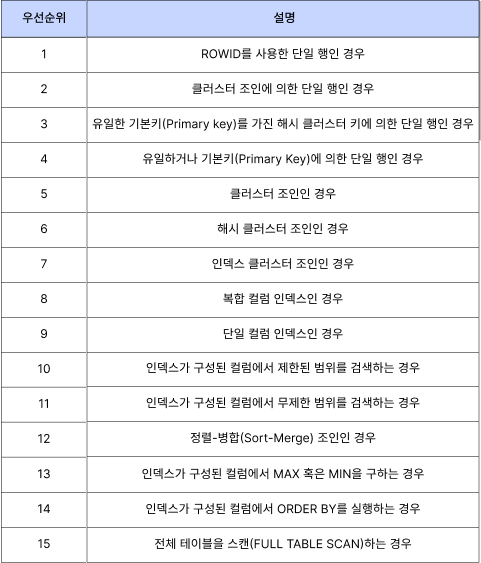 우선순위 설명
1 ROWID를 사용한 단일 행인 경우
2 클러스터 조인에 의한 단일 행인 경우
3 유일한 기본키(Primary key)를 가진 해시 클러스터 키에 의한 단일 행인 경우
4 유일하거나 기본키(Primary Key)에 의한 단일 행인 경우
5 클러스터 조인인 경우
6 해시 클러스터 조인인 경우
7 인덱스 클러스터 조인인 경우
8 복합 컬럼 인덱스인 경우
9 단일 컬럼 인덱스인 경우
10 인덱스가 구성된 컬럼에서 제한된 범위를 검색하는 경우
11 인덱스가 구성된 컬럼에서 무제한 범위를 검색하는 경우
12 정렬-병합(Sort-Merge) 조인인 경우
13 인덱스가 구성된 컬럼에서 MAX 혹은 MIN을 구하는 경우
14 인덱스가 구성된 컬럼에서 ORDER BY를 실행하는 경우
15 전체 테이블을 스캔(FULL TABLE SCAN)하는 경우